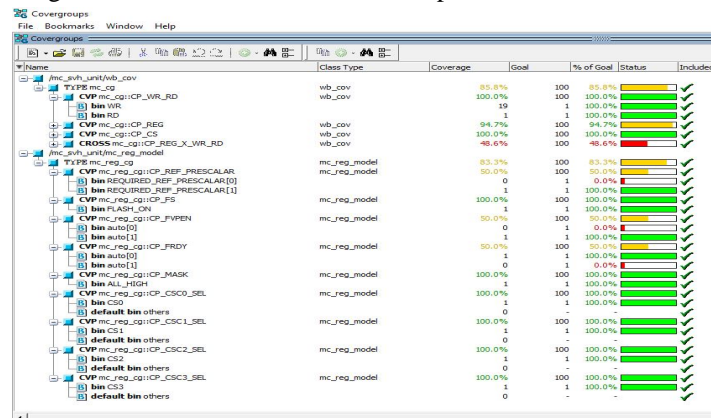 Covergroups
File Bookmarks Window Help
Covergroups
Name Class Type Coverage Goal % of Goal Status Included
/mc_svh_unit/wb_cov
TYPE mc_cg wb_cov 85.8% 100 85.8%
CVP mc_cg::CP_WR_RD wb_cov 100.0% 100 100.0%
bin WR 19 1 100.0%
bin RD 1 1 100.0%
CVP mc_cg::CP_REG wb_cov 94.7% 100 94.7%
CVP mc_cg::CP_CS wb_cov 100.0% 100 100.0%
CROSS mc_cg::CP_REG_X_WR_RD wb_cov 48.6% 100 48.6%
/mc_svh_unit/mc_reg_model
TYPE mc_reg_cg mc_reg_model 83.3% 100 83.3%
CVP mc_reg_cg::CP_REF_PRESCALAR mc_reg_model 50.0% 100 50.0%
bin REQUIRED_REF_PRESCALAR[0] 0 1 0.0%
bin REQUIRED_REF_PRESCALAR[1] 1 1 100.0%
CVP mc_reg_cg::CP_FS mc_reg_model 100.0% 100 100.0%
bin FLASH_ON 1 1 100.0%
CVP mc_reg_cg::CP_FVPEN mc_reg_model 50.0% 100 50.0%
bin auto[0] 0 1 0.0%
bin auto[1] 1 1 100.0%
CVP mc_reg_cg::CP_FRDY mc_reg_model 50.0% 100 50.0%
bin auto[0] 1 1 100.0%
bin auto[1] 0 1 0.0%
CVP mc_reg_cg::CP_MASK mc_reg_model 100.0% 100 100.0%
bin ALL_HIGH 1 1 100.0%
CVP mc_reg_cg::CP_CSC0_SEL mc_reg_model 100.0% 100 100.0%
bin CS0 1 1 100.0%
default bin others 0 - -
CVP mc_reg_cg::CP_CSC1_SEL mc_reg_model 100.0% 100 100.0%
bin CS1 1 1 100.0%
default bin others 0 - -
CVP mc_reg_cg::CP_CSC2_SEL mc_reg_model 100.0% 100 100.0%
bin CS2 1 1 100.0%
default bin others 0 - -
CVP mc_reg_cg::CP_CSC3_SEL mc_reg_model 100.0% 100 100.0%
bin CS3 1 1 100.0%
default bin others 0 - -